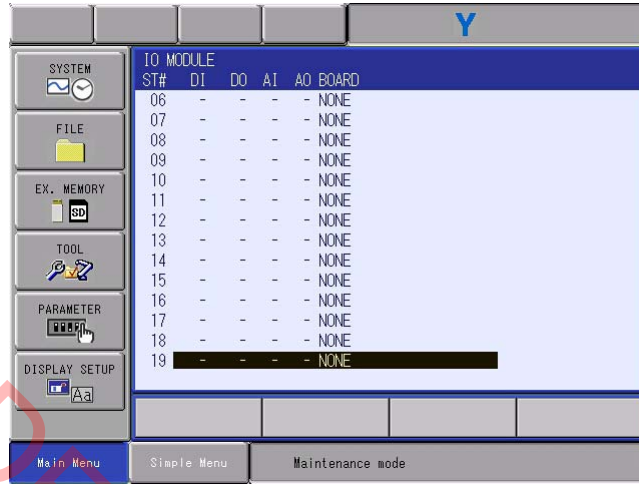 Y
SYSTEM
FILE
EX. MEMORY
SD
TOOL
PARAMETER
DISPLAY SETUP
Aa
IO MODULE
ST# DI DO AI AO BOARD
06 - - - - NONE
07 - - - - NONE
08 - - - - NONE
09 - - - - NONE
10 - - - - NONE
11 - - - - NONE
12 - - - - NONE
13 - - - - NONE
14 - - - - NONE
15 - - - - NONE
16 - - - - NONE
17 - - - - NONE
18 - - - - NONE
19 - - - - NONE
Main Menu Simple Menu Maintenance mode